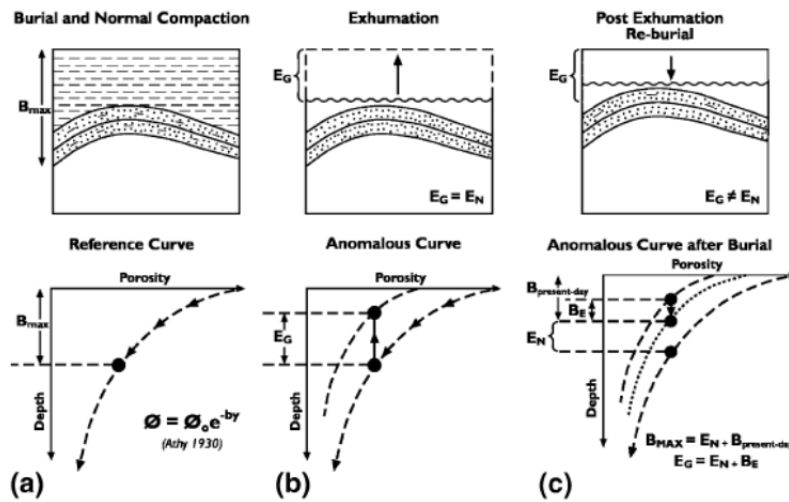 Burial and Normal Compaction
Exhumation
Post Exhumation
Re-burial
Bmax
EG
EG
EG = EN
EG ≠ EN
Reference Curve
Anomalous Curve
Anomalous Curve after Burial
Porosity
Porosity
Porosity
Bmax
EG
Bpresent-day
BE
EN
Depth
Depth
Depth
Ø = Øoe-by
(Athy 1930)
BMAX = EN + Bpresent-day
EG = EN + BE
(a)
(b)
(c)